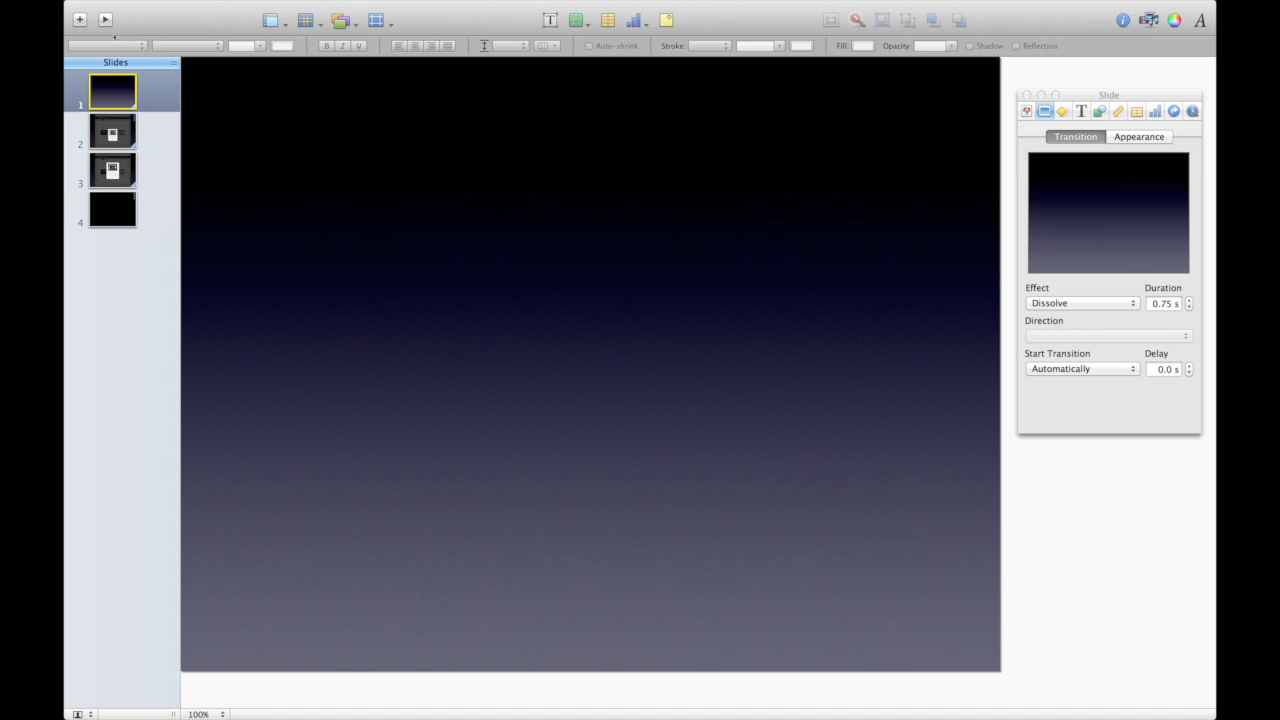 T
A
B I U
Auto-shrink
Stroke:
Fill:
Opacity:
Shadow
Reflection
Slides
1
2
3
4
Slide
T
Transition
Appearance
Effect
Duration
Dissolve
0.75 s
Direction
Start Transition
Delay
Automatically
0.0 s
100%